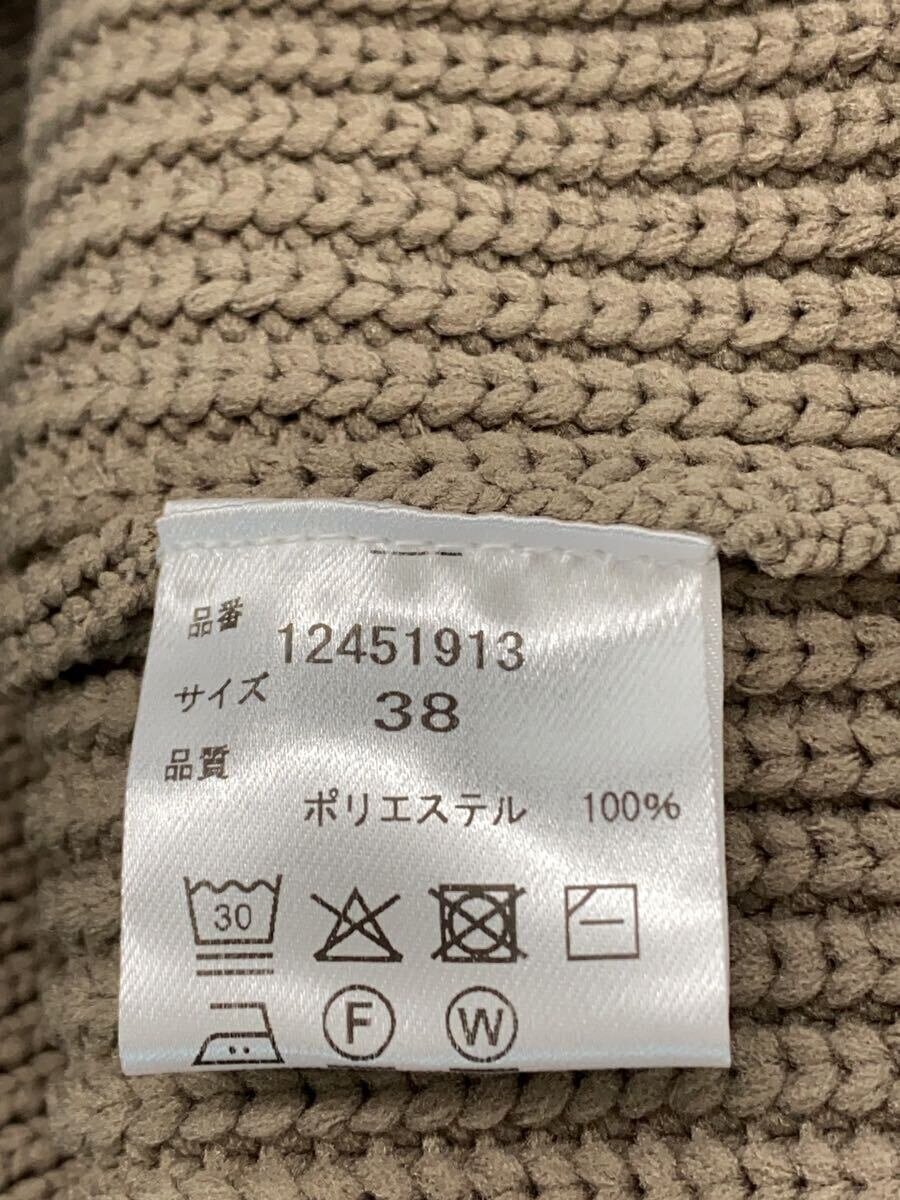 品番 12451913
サイズ 38
品質
ポリエステル 100%
30
F W